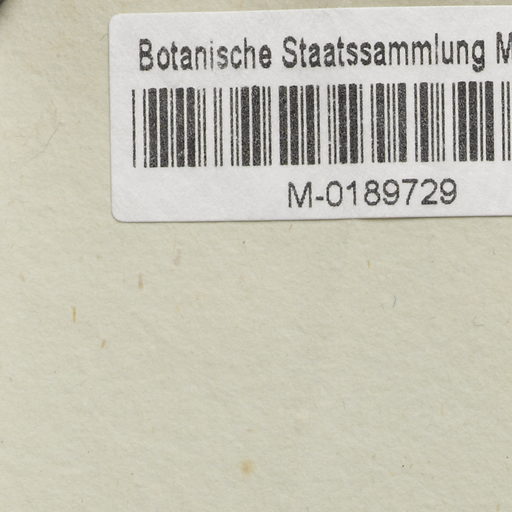 Botanische Staatssammlung M
M-0189729